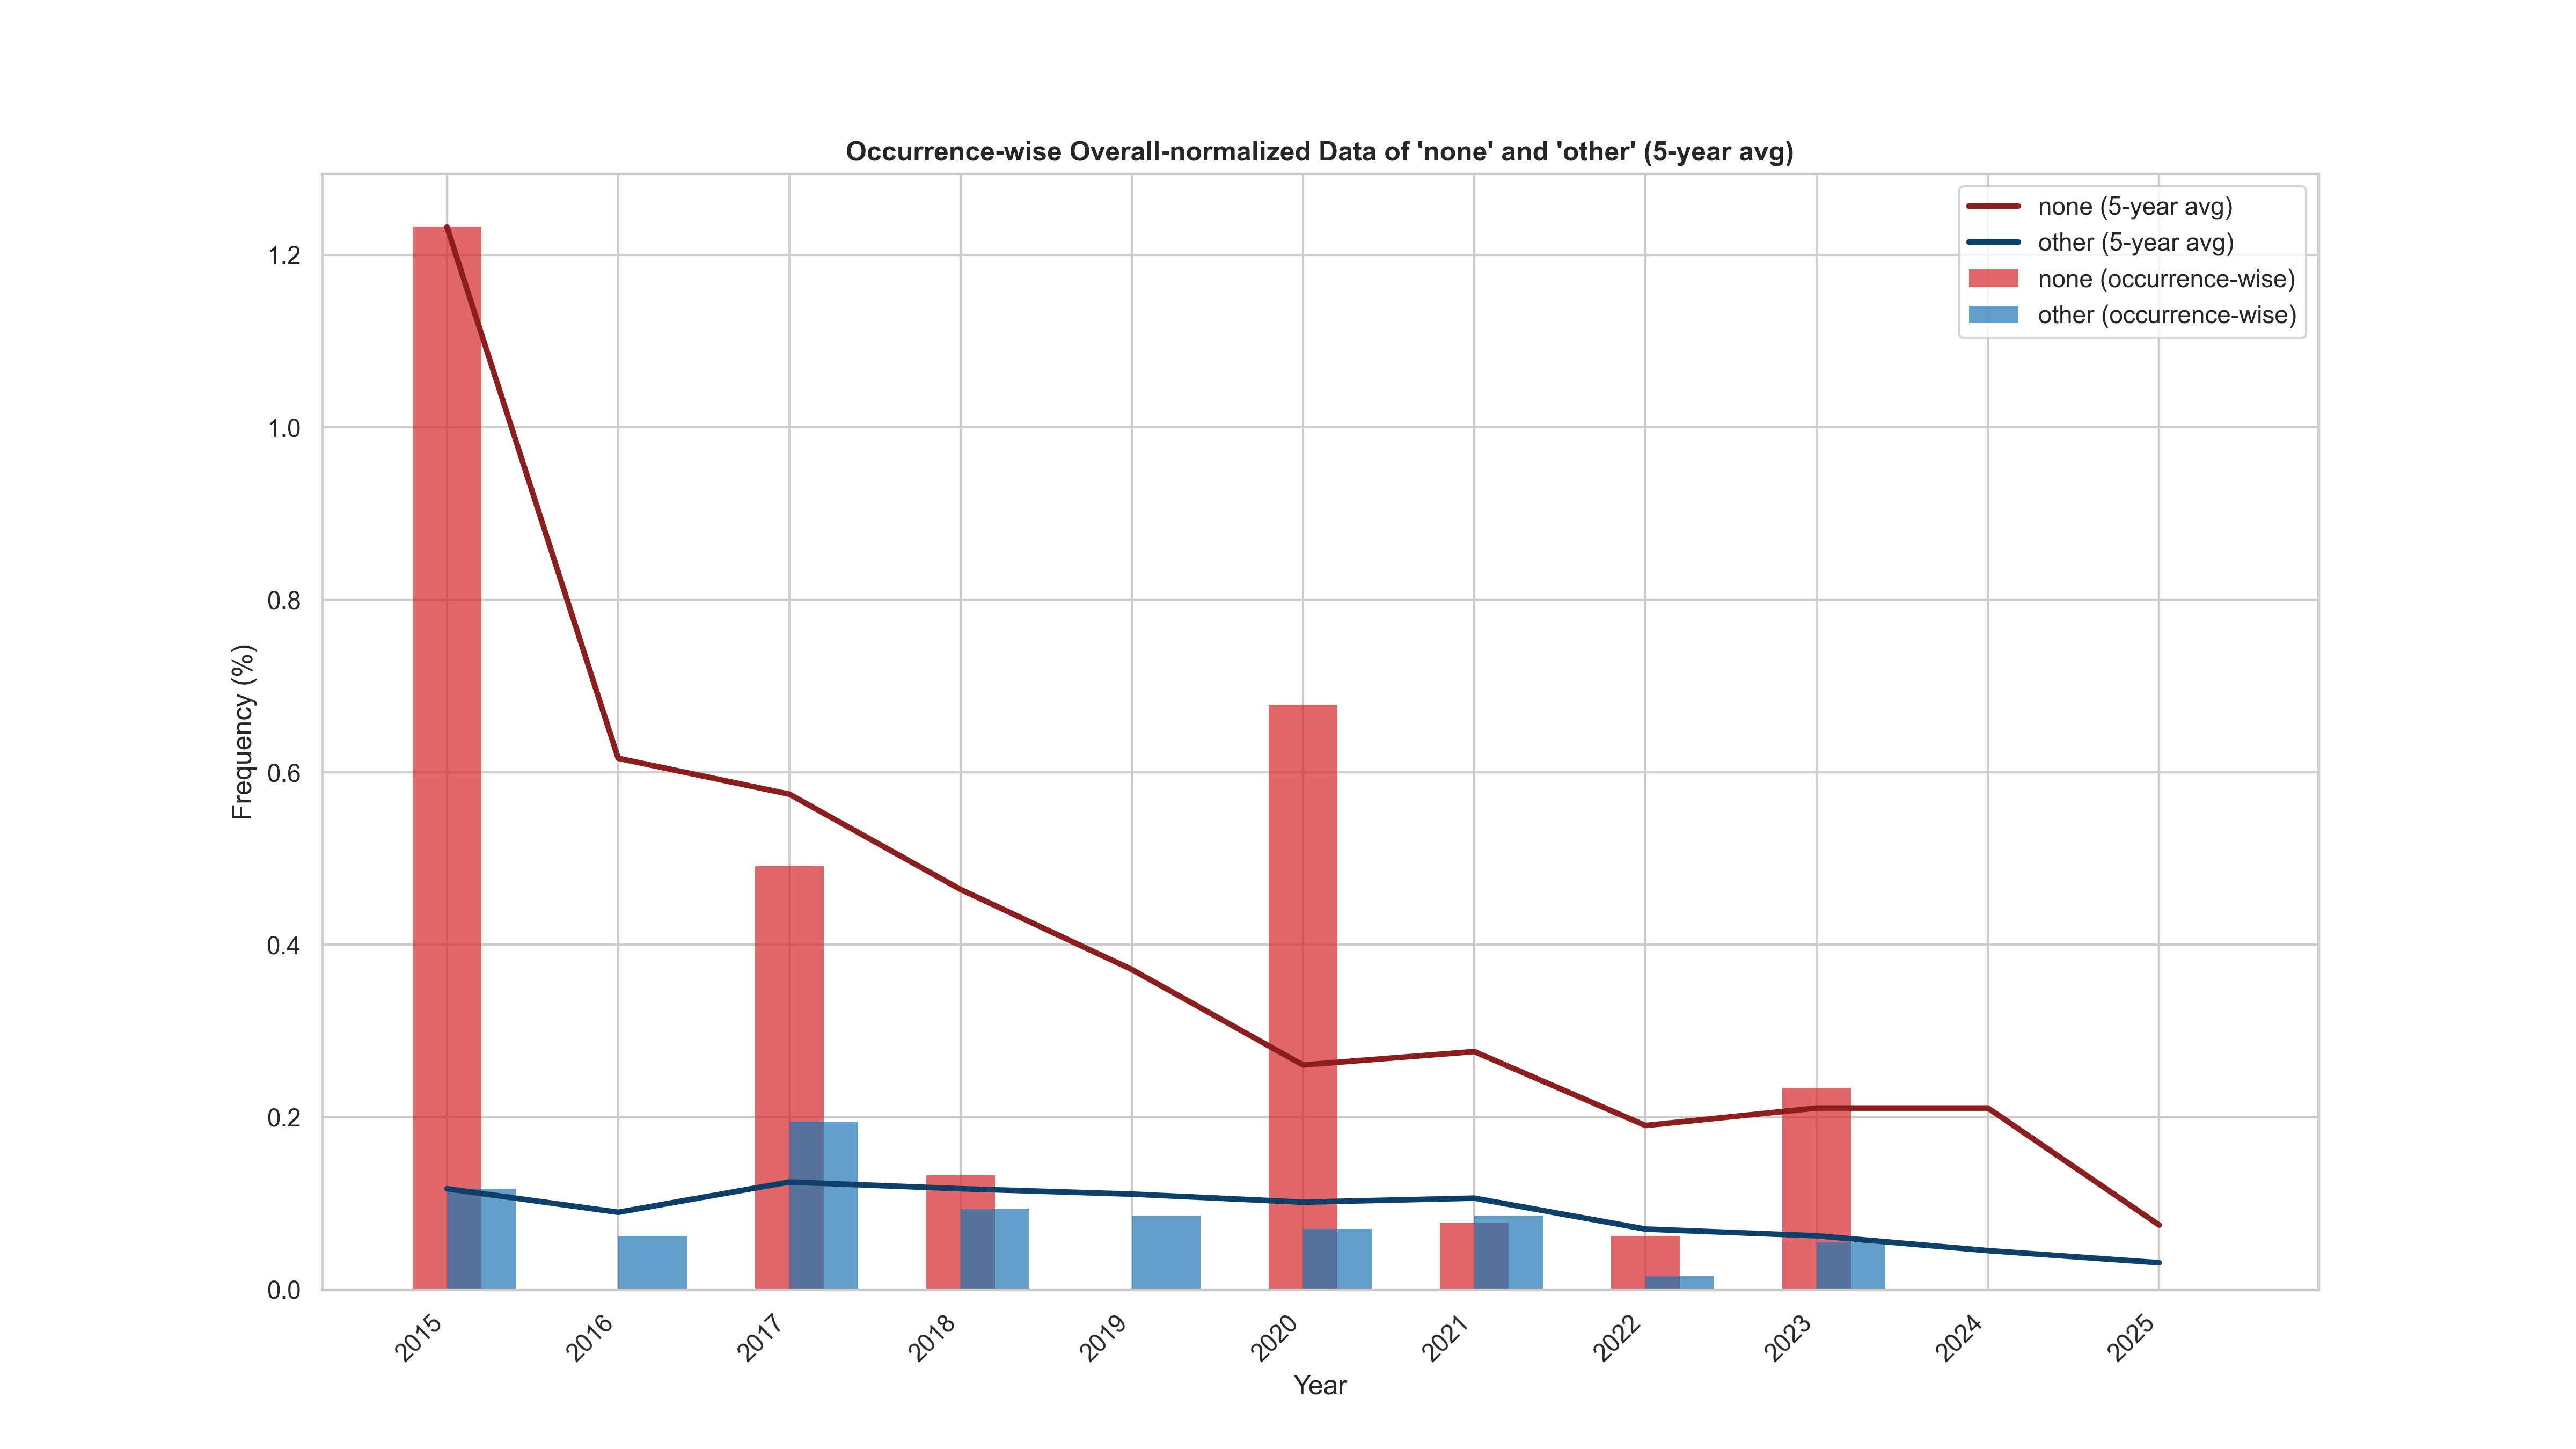 Occurrence-wise Overall-normalized Data of 'none' and 'other' (5-year avg)
none (5-year avg)
other (5-year avg)
none (occurrence-wise)
other (occurrence-wise)
Frequency (%)
1.2
1.0
0.8
0.6
0.4
0.2
0.0
2015
2016
2017
2018
2019
2020
2021
2022
2023
2024
2025
Year